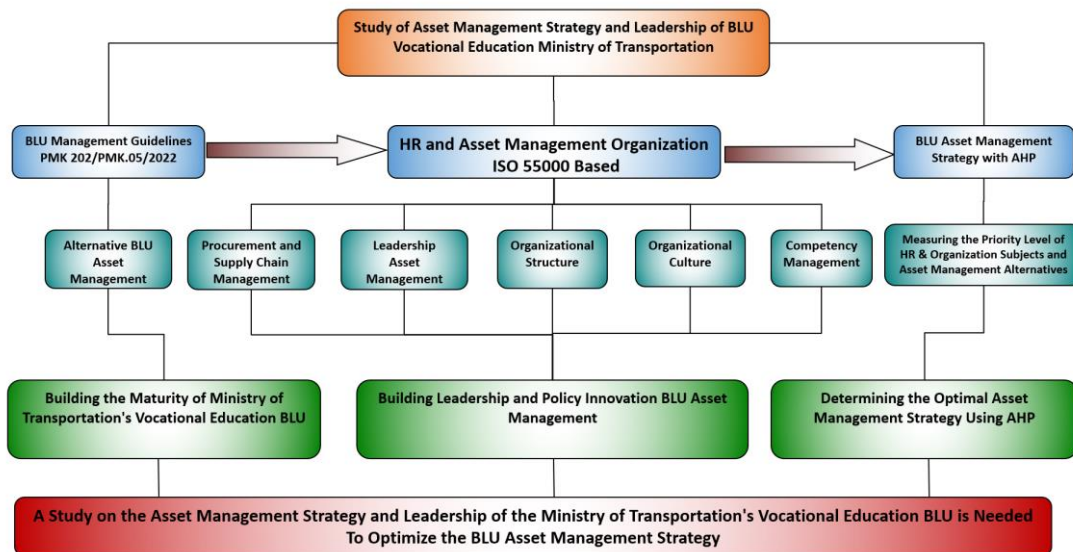 Study of Asset Management Strategy and Leadership of BLU
Vocational Education Ministry of Transportation
BLU Management Guidelines
PMK 202/PMK.05/2022
HR and Asset Management Organization
ISO 55000 Based
BLU Asset Management
Strategy with AHP
Alternative BLU
Asset
Management
Procurement and
Supply Chain
Management
Leadership
Asset
Management
Organizational
Structure
Organizational
Culture
Competency
Management
Measuring the Priority Level of
HR & Organization Subjects and
Asset Management Alternatives
Building the Maturity of Ministry of
Transportation's Vocational Education BLU
Building Leadership and Policy Innovation BLU Asset
Management
Determining the Optimal Asset
Management Strategy Using AHP
A Study on the Asset Management Strategy and Leadership of the Ministry of Transportation's Vocational Education BLU is Needed
To Optimize the BLU Asset Management Strategy